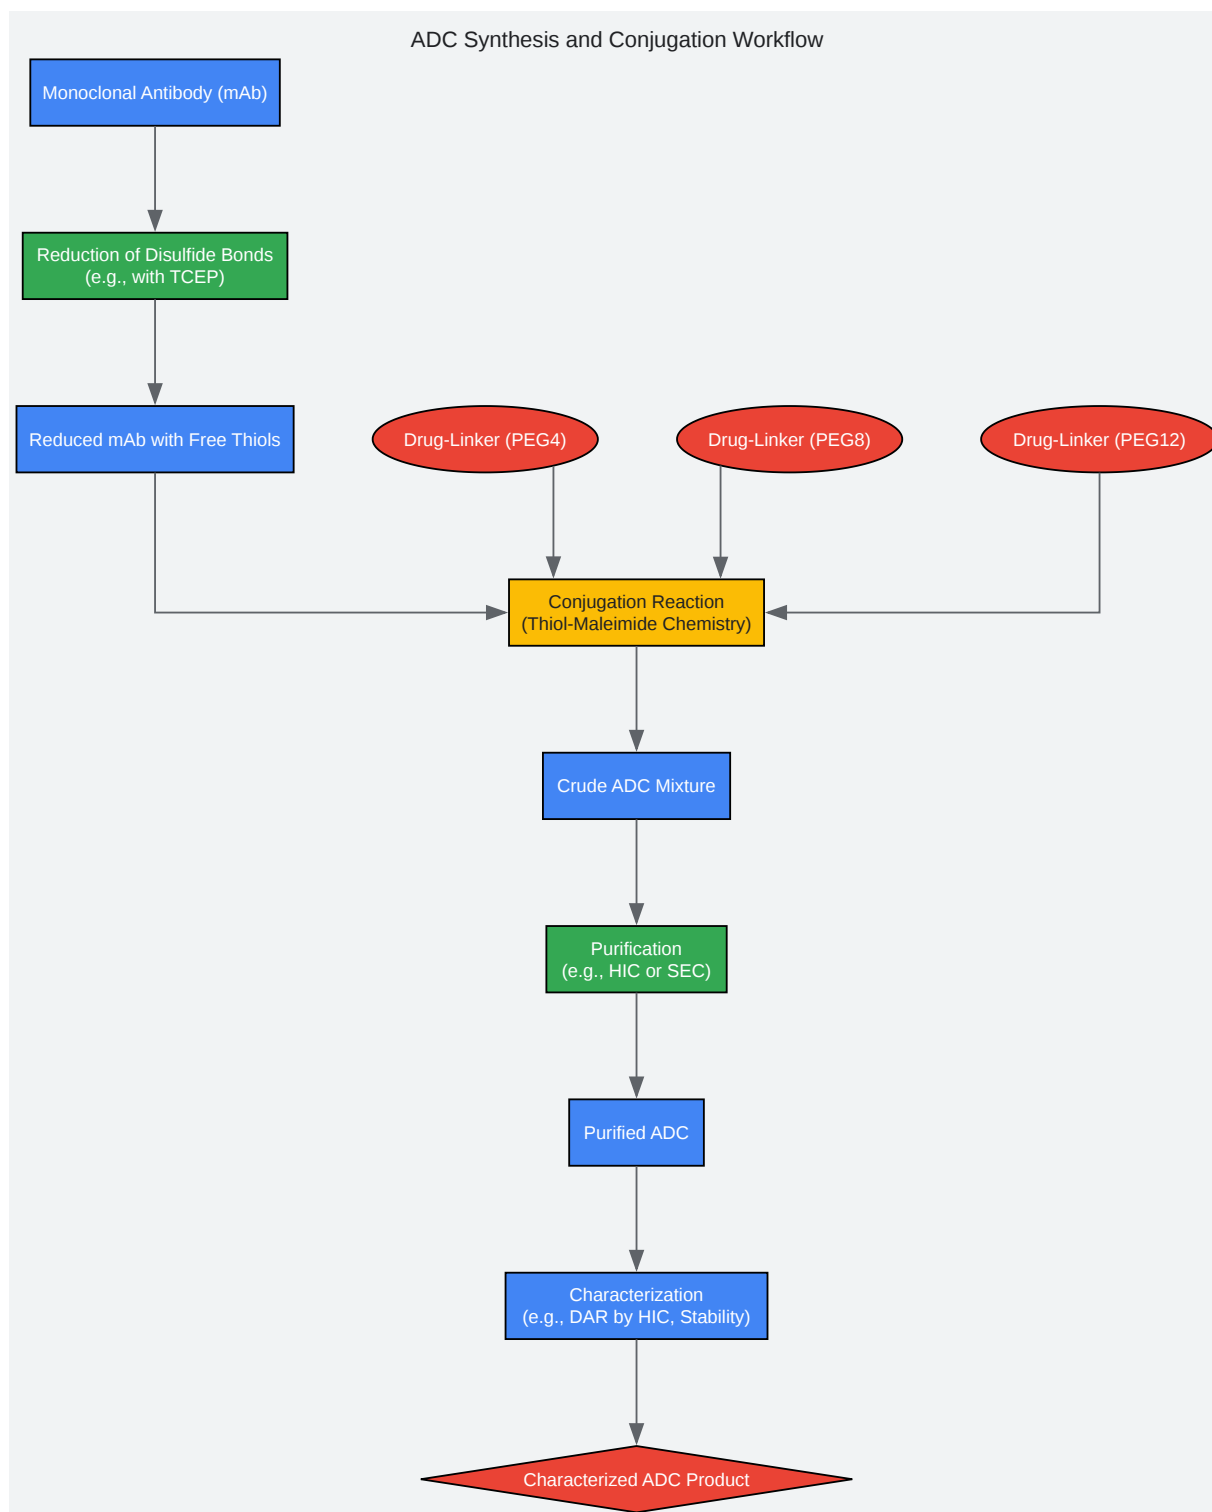 ADC Synthesis and Conjugation Workflow
Monoclonal Antibody (mAb)
Reduction of Disulfide Bonds
(e.g., with TCEP)
Reduced mAb with Free Thiols
Drug-Linker (PEG4)
Drug-Linker (PEG8)
Drug-Linker (PEG12)
Conjugation Reaction
(Thiol-Maleimide Chemistry)
Crude ADC Mixture
Purification
(e.g., HIC or SEC)
Purified ADC
Characterization
(e.g., DAR by HIC, Stability)
Characterized ADC Product